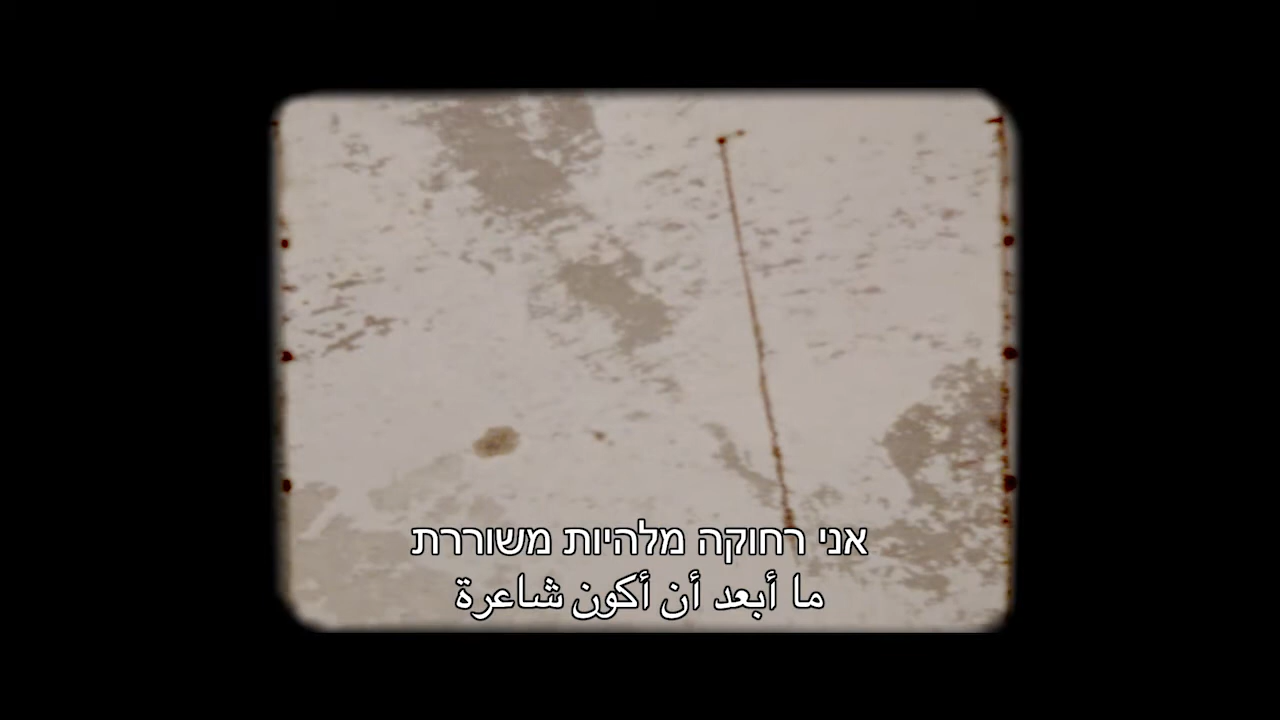 אני רחוקה מלהיות משוררת
ما أبعد أن أكون شاعرة